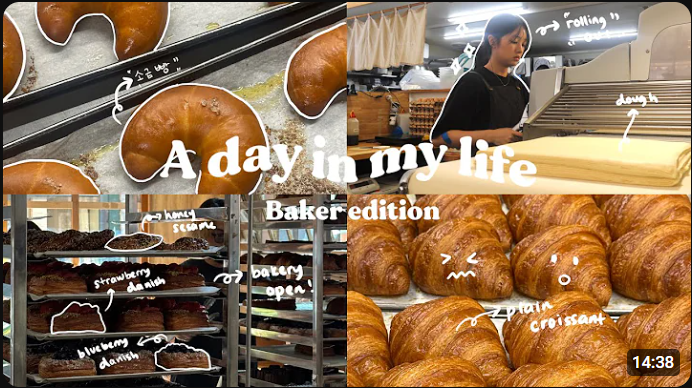 "소금빵"
"rolling"
dough
A day in my life
Baker edition
honey
sesame
strawberry
danish
bakery
open!
blueberry
danish
plain
croissant
14:38